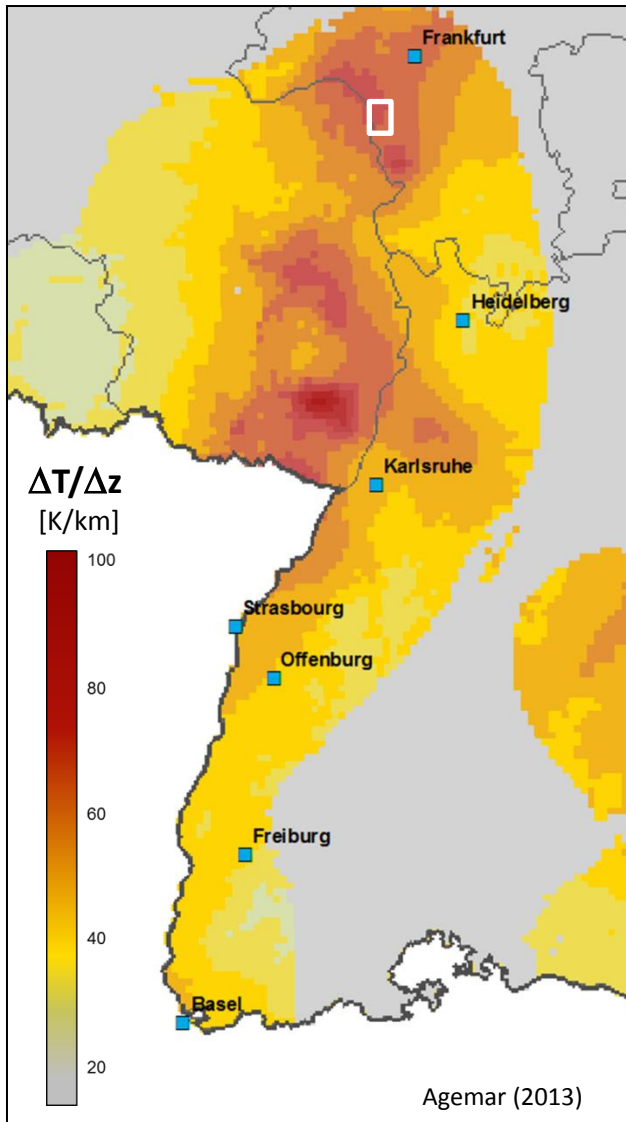 Frankfurt
Heidelberg
Karlsruhe
ΔT/Δz
[K/km]
100
Strasbourg
Offenburg
80
60
Freiburg
40
Basel
20
Agemar (2013)